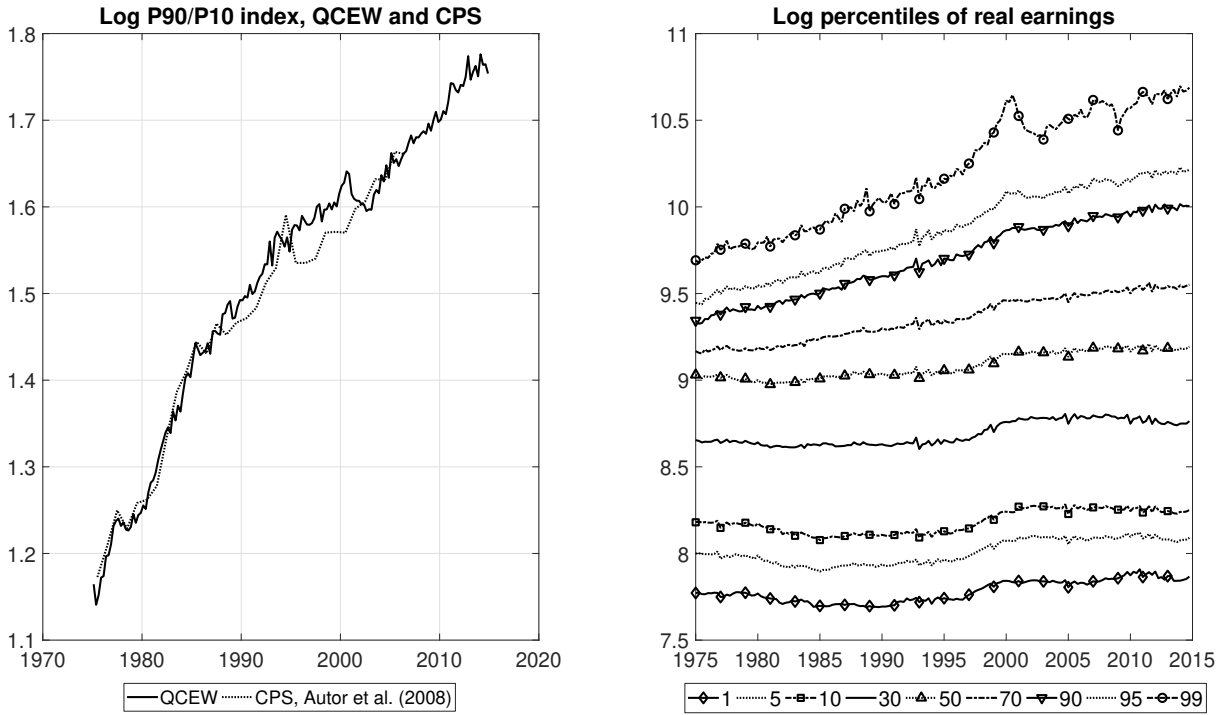 Log P90/P10 index, QCEW and CPS
1.8
1.7
1.6
1.5
1.4
1.3
1.2
1.1
1970 1980 1990 2000 2010 2020
QCEW CPS, Autor et al. (2008)
Log percentiles of real earnings
11
10.5
10
9.5
9
8.5
8
7.5
1975 1980 1985 1990 1995 2000 2005 2010 2015
1 5 10 30 50 70 90 95 99